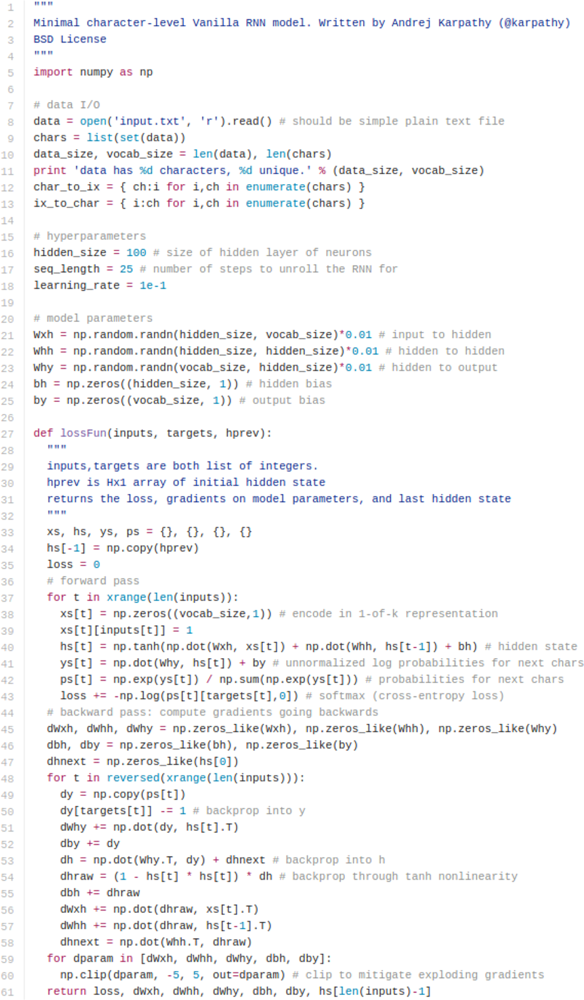 1 """
2 Minimal character-level Vanilla RNN model. Written by Andrej Karpathy (@karpathy)
3 BSD License
4 """
5 import numpy as np
6
7 # data I/O
8 data = open('input.txt', 'r').read() # should be simple plain text file
9 chars = list(set(data))
10 data_size, vocab_size = len(data), len(chars)
11 print 'data has %d characters, %d unique.' % (data_size, vocab_size)
12 char_to_ix = { ch:i for i,ch in enumerate(chars) }
13 ix_to_char = { i:ch for i,ch in enumerate(chars) }
14
15 # hyperparameters
16 hidden_size = 100 # size of hidden layer of neurons
17 seq_length = 25 # number of steps to unroll the RNN for
18 learning_rate = 1e-1
19
20 # model parameters
21 Wxh = np.random.randn(hidden_size, vocab_size)*0.01 # input to hidden
22 Whh = np.random.randn(hidden_size, hidden_size)*0.01 # hidden to hidden
23 Why = np.random.randn(vocab_size, hidden_size)*0.01 # hidden to output
24 bh = np.zeros((hidden_size, 1)) # hidden bias
25 by = np.zeros((vocab_size, 1)) # output bias
26
27 def lossFun(inputs, targets, hprev):
28   """
29   inputs,targets are both list of integers.
30   hprev is Hx1 array of initial hidden state
31   returns the loss, gradients on model parameters, and last hidden state
32   """
33   xs, hs, ys, ps = {}, {}, {}, {}
34   hs[-1] = np.copy(hprev)
35   loss = 0
36   # forward pass
37   for t in xrange(len(inputs)):
38     xs[t] = np.zeros((vocab_size,1)) # encode in 1-of-k representation
39     xs[t][inputs[t]] = 1
40     hs[t] = np.tanh(np.dot(Wxh, xs[t]) + np.dot(Whh, hs[t-1]) + bh) # hidden state
41     ys[t] = np.dot(Why, hs[t]) + by # unnormalized log probabilities for next chars
42     ps[t] = np.exp(ys[t]) / np.sum(np.exp(ys[t])) # probabilities for next chars
43     loss += -np.log(ps[t][targets[t],0]) # softmax (cross-entropy loss)
44   # backward pass: compute gradients going backwards
45   dWxh, dWhh, dWhy = np.zeros_like(Wxh), np.zeros_like(Whh), np.zeros_like(Why)
46   dbh, dby = np.zeros_like(bh), np.zeros_like(by)
47   dhnext = np.zeros_like(hs[0])
48   for t in reversed(xrange(len(inputs))):
49     dy = np.copy(ps[t])
50     dy[targets[t]] -= 1 # backprop into y
51     dWhy += np.dot(dy, hs[t].T)
52     dby += dy
53     dh = np.dot(Why.T, dy) + dhnext # backprop into h
54     dhraw = (1 - hs[t] * hs[t]) * dh # backprop through tanh nonlinearity
55     dbh += dhraw
56     dWxh += np.dot(dhraw, xs[t].T)
57     dWhh += np.dot(dhraw, hs[t-1].T)
58     dhnext = np.dot(Whh.T, dhraw)
59   for dparam in [dWxh, dWhh, dWhy, dbh, dby]:
60     np.clip(dparam, -5, 5, out=dparam) # clip to mitigate exploding gradients
61   return loss, dWxh, dWhh, dWhy, dbh, dby, hs[len(inputs)-1]